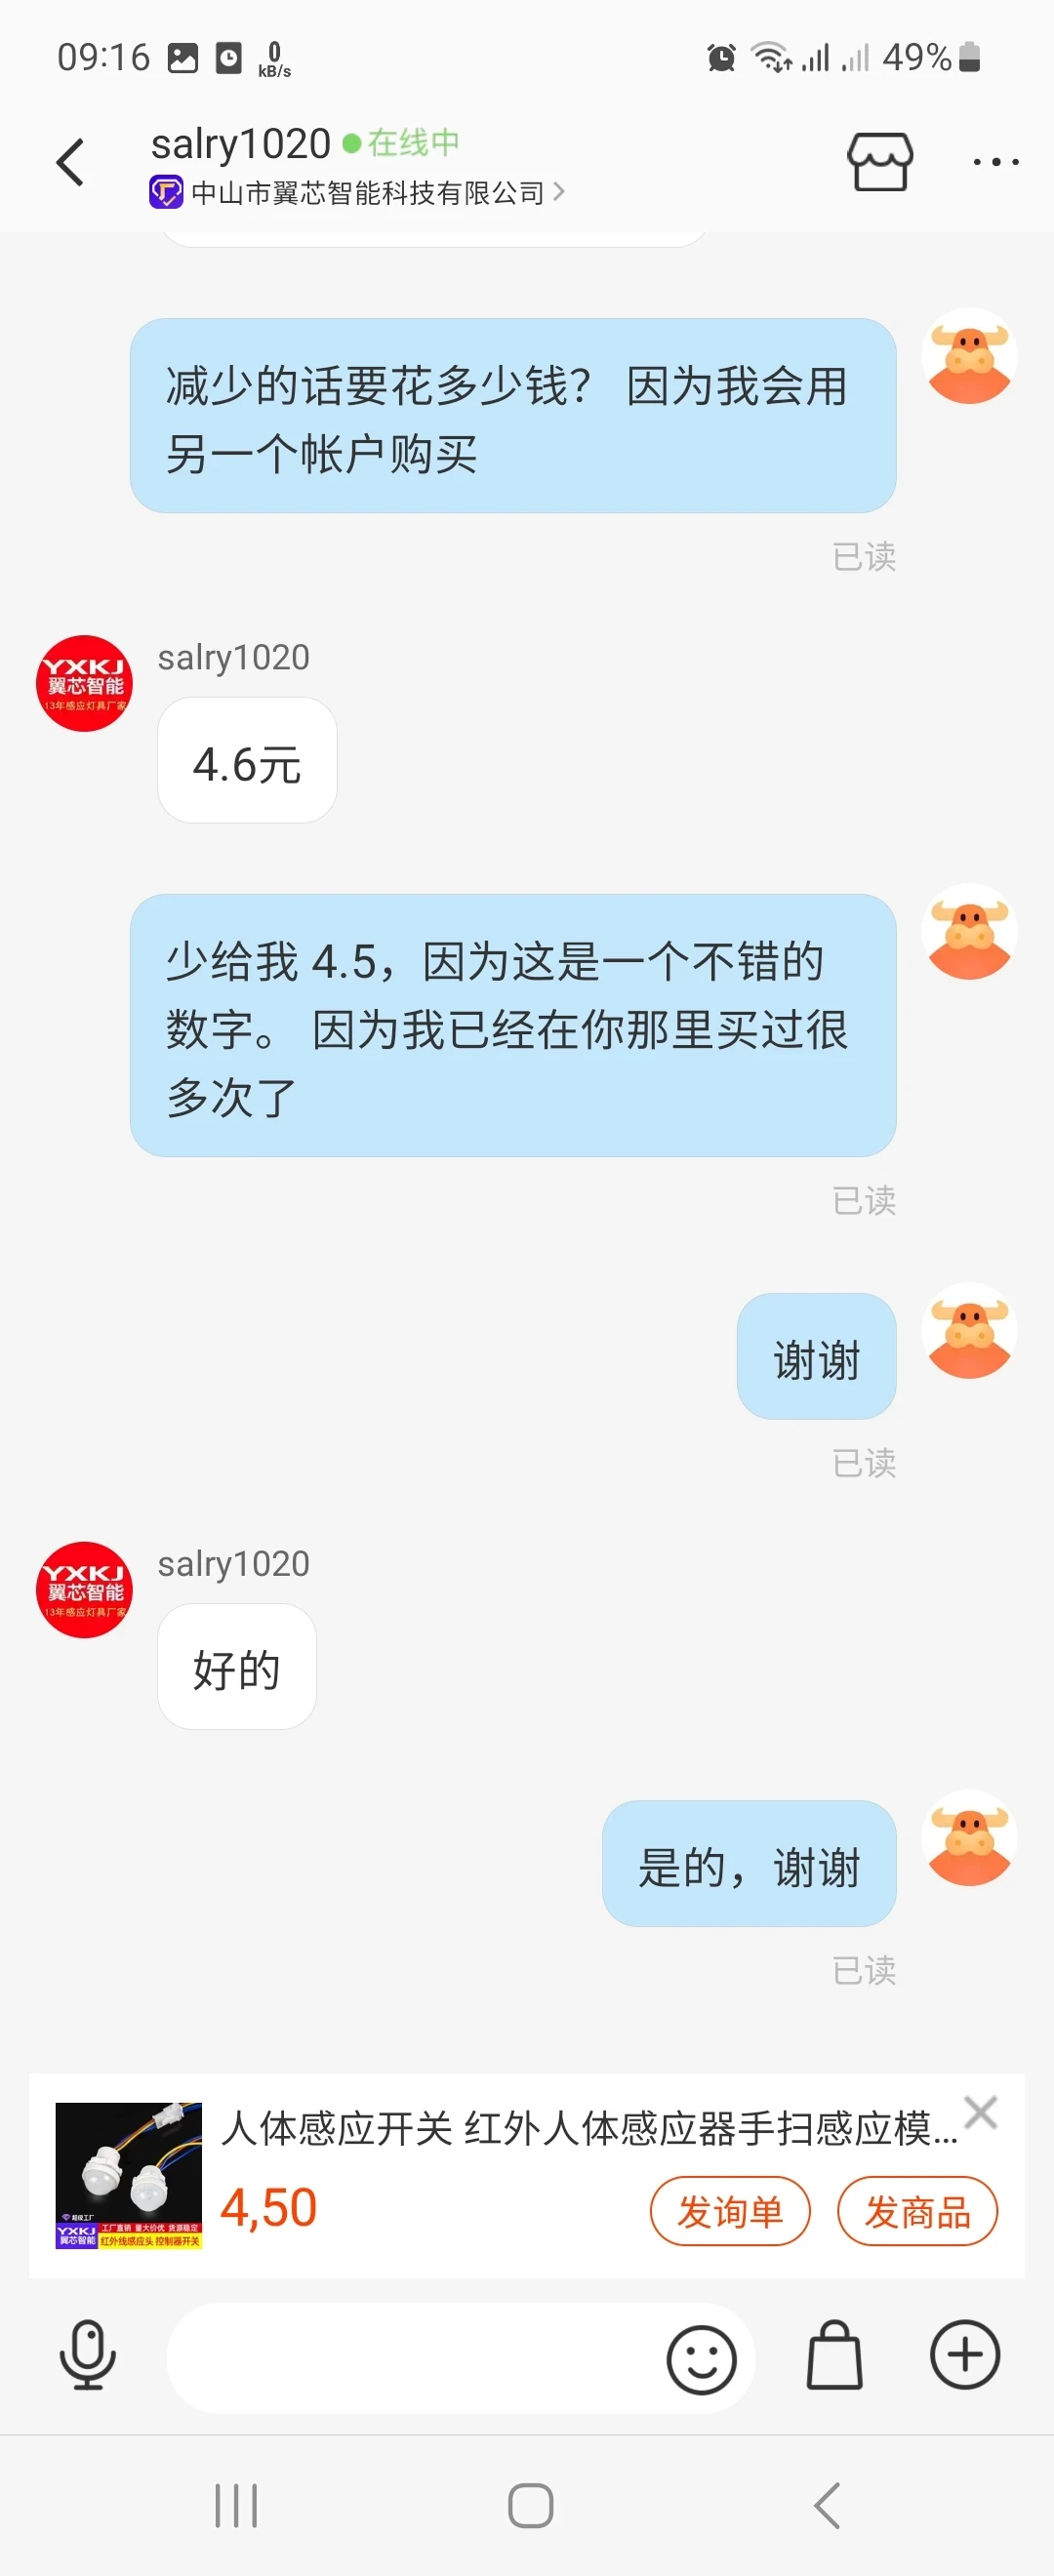 09:16
0
kB/s
49%
salry1020 在线中
中山市翼芯智能科技有限公司
减少的话要花多少钱？ 因为我会用
另一个帐户购买
已读
salry1020
YXKJ
翼芯智能
13年感应灯具厂家
4.6元
少给我 4.5，因为这是一个不错的
数字。 因为我已经在你那里买过很
多次了
已读
谢谢
已读
salry1020
YXKJ
翼芯智能
13年感应灯具厂家
好的
是的，谢谢
已读
人体感应开关 红外人体感应器手扫感应模...
4,50
发询单
发商品
超级工厂
YXKJ
翼芯智能
工厂直销 量大价优 货源稳定
红外线感应头 控制器开关